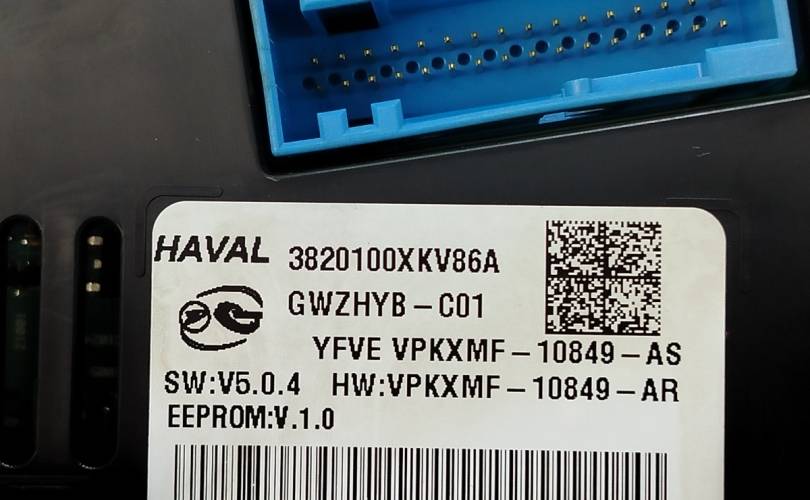 HAVAL 3820100XKV86A
GWZHYB-C01
YFVE VPKXMF-10849-AS
SW:V5.0.4 HW:VPKXMF-10849-AR
EEPROM:V.1.0